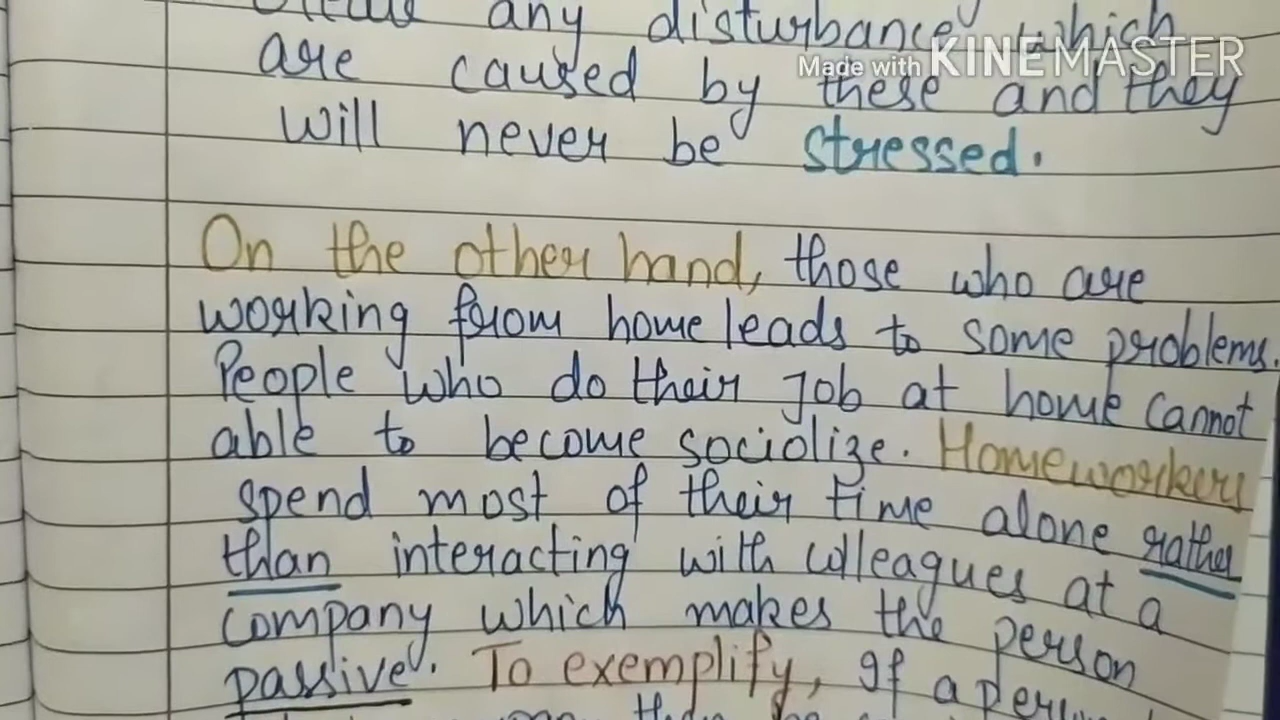 any disturbance which
are caused by these and they
will never be stressed.
Made with KINEMASTER
On the other hand, those who are
working from home leads to some problems.
People who do their job at home cannot
able to become sociolize. Homeworkers
spend most of their time alone rather
than interacting with colleagues at a
company which makes the person
passive. To exemplify, If a